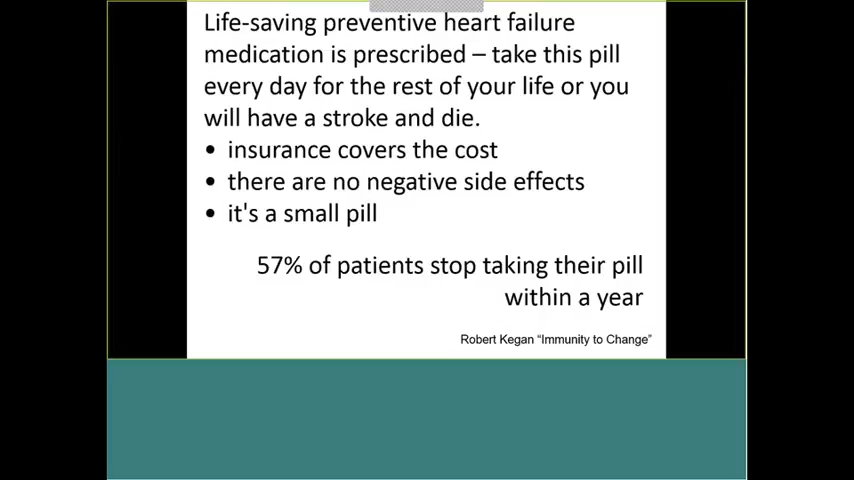 Life-saving preventive heart failure
medication is prescribed – take this pill
every day for the rest of your life or you
will have a stroke and die.
• insurance covers the cost
• there are no negative side effects
• it's a small pill
57% of patients stop taking their pill
within a year
Robert Kegan “Immunity to Change”